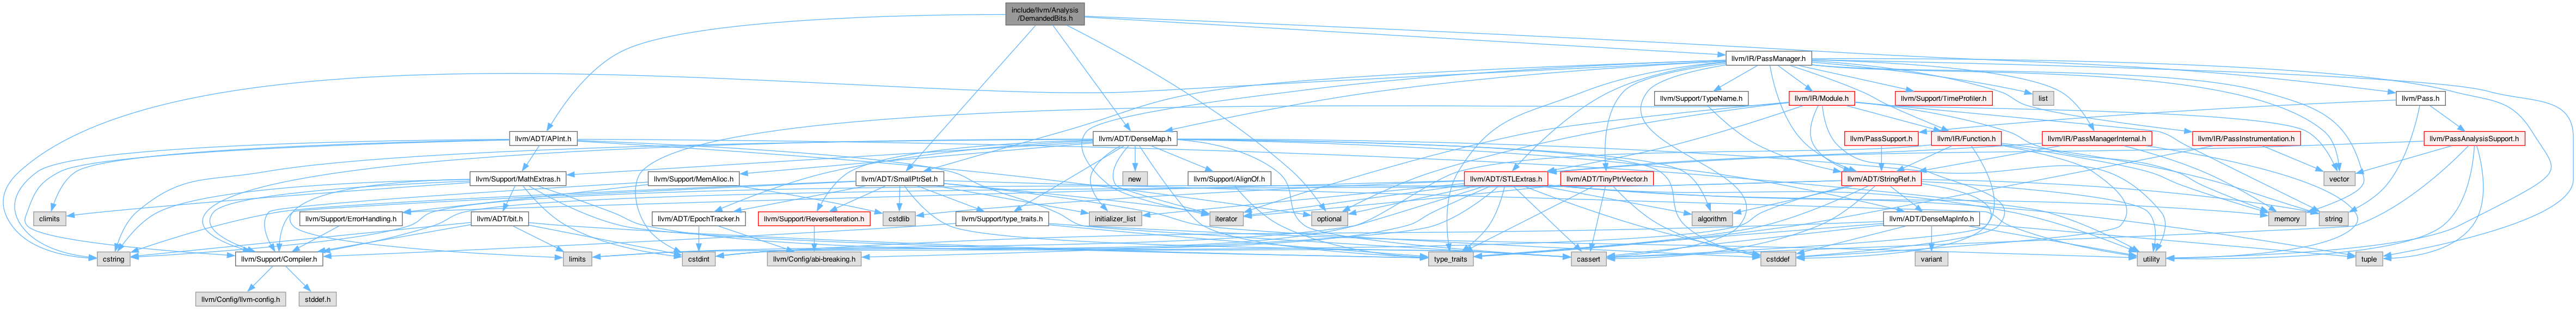 include/llvm/Analysis
/DemandedBits.h
llvm/IR/PassManager.h
llvm/Support/TypeName.h
llvm/IR/Module.h
llvm/Support/TimeProfiler.h
list
llvm/Pass.h
llvm/ADT/APInt.h
llvm/ADT/DenseMap.h
llvm/PassSupport.h
llvm/IR/Function.h
llvm/IR/PassManagerInternal.h
llvm/IR/PassInstrumentation.h
llvm/PassAnalysisSupport.h
llvm/Support/MathExtras.h
llvm/Support/MemAlloc.h
llvm/ADT/SmallPtrSet.h
new
llvm/Support/AlignOf.h
llvm/ADT/STLExtras.h
llvm/ADT/TinyPtrVector.h
llvm/ADT/StringRef.h
vector
climits
llvm/Support/ErrorHandling.h
llvm/ADT/bit.h
llvm/ADT/EpochTracker.h
llvm/Support/ReverseIteration.h
cstdlib
llvm/Support/type_traits.h
initializer_list
iterator
optional
algorithm
llvm/ADT/DenseMapInfo.h
memory
string
cstring
llvm/Support/Compiler.h
limits
cstdint
llvm/Config/abi-breaking.h
type_traits
cassert
cstddef
variant
utility
tuple
llvm/Config/llvm-config.h
stddef.h